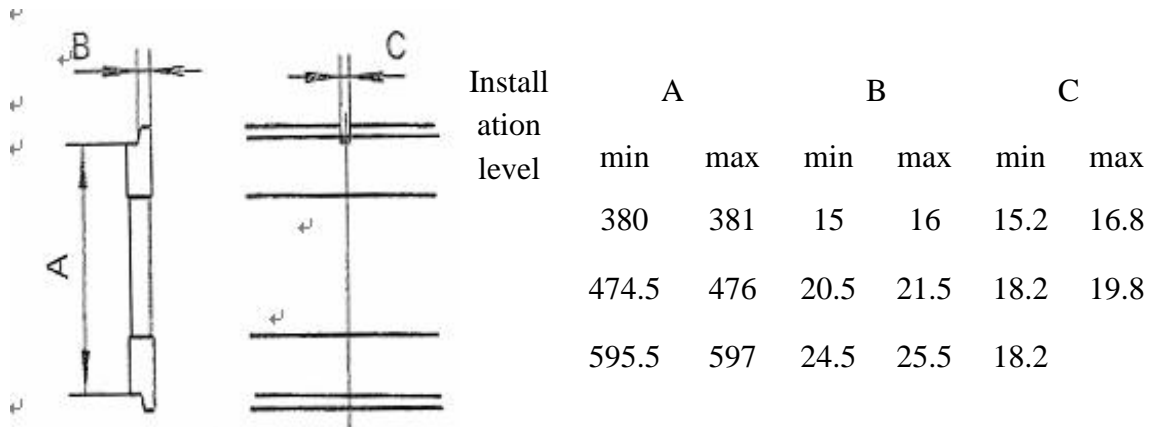 B
C
A
Install
ation
level
A B C
min max min max min max
380 381 15 16 15.2 16.8
474.5 476 20.5 21.5 18.2 19.8
595.5 597 24.5 25.5 18.2